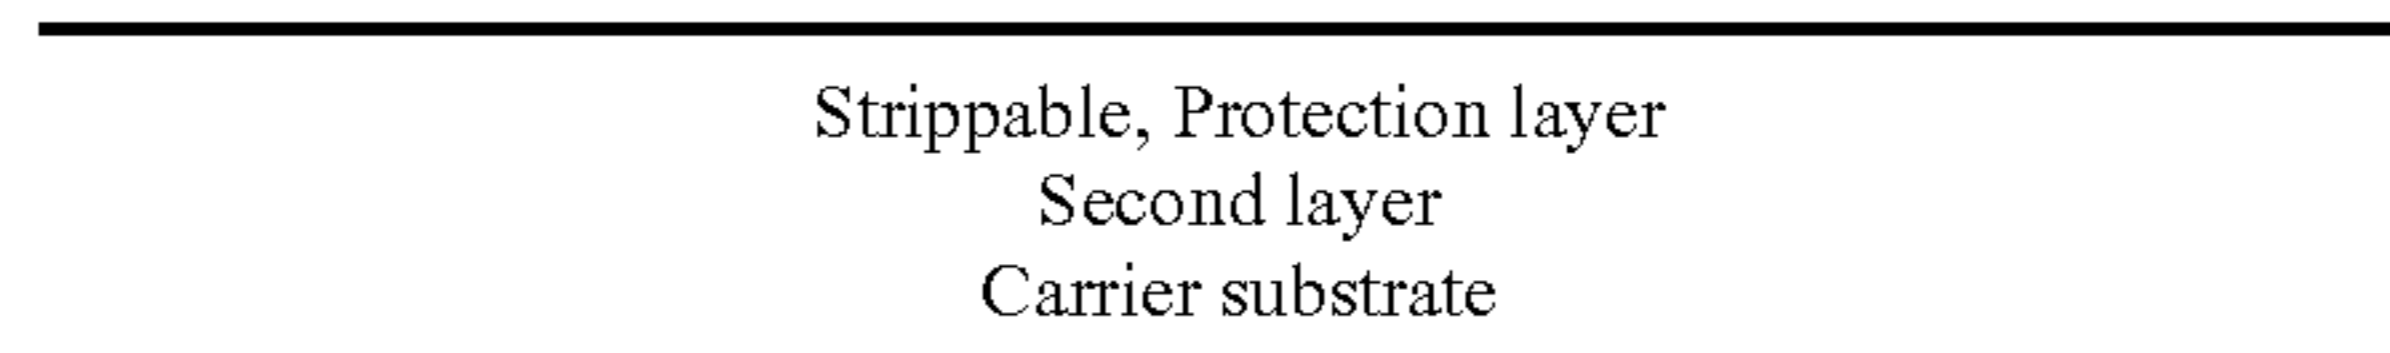 Strippable, Protection layer
Second layer
Carrier substrate